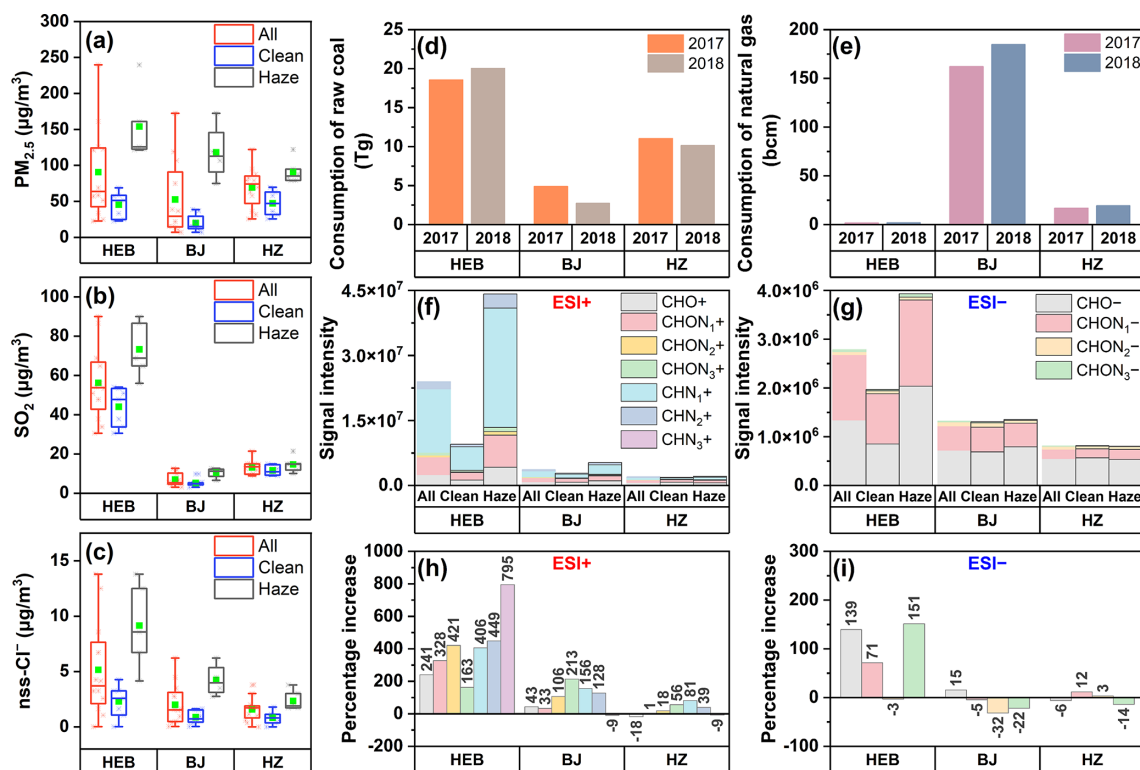 (a)
All
Clean
Haze
PM2.5 (μg/m³)
300
250
200
150
100
50
0
HEB BJ HZ
(b)
SO2 (μg/m³)
100
80
60
40
20
0
HEB BJ HZ
(c)
All
Clean
Haze
nss-Cl⁻ (μg/m³)
15
10
5
0
HEB BJ HZ
(d)
2017
2018
Consumption of raw coal
(Tg)
25
20
15
10
5
0
2017 2018 2017 2018 2017 2018
HEB BJ HZ
(e)
2017
2018
Consumption of natural gas
(bcm)
200
150
100
50
0
2017 2018 2017 2018 2017 2018
HEB BJ HZ
(f)
ESI+
CHO+
CHON1+
CHON2+
CHON3+
CHN1+
CHN2+
CHN3+
Signal intensity
4.5×10⁷
3.0×10⁷
1.5×10⁷
0.0
All Clean Haze All Clean Haze All Clean Haze
HEB BJ HZ
(g)
ESI−
CHO−
CHON1−
CHON2−
CHON3−
Signal intensity
4.0×10⁶
3.0×10⁶
2.0×10⁶
1.0×10⁶
0.0
All Clean Haze All Clean Haze All Clean Haze
HEB BJ HZ
(h)
ESI+
Percentage increase
1000
800
600
400
200
0
-200
241 328 421 163 406 449 795
43 33 106 213 156 128 -9
-18 1 18 56 81 39 -9
HEB BJ HZ
(i)
ESI−
Percentage increase
300
200
100
0
-100
139 71 -3 151
15 -5 -32 -22
-6 12 3 -14
HEB BJ HZ